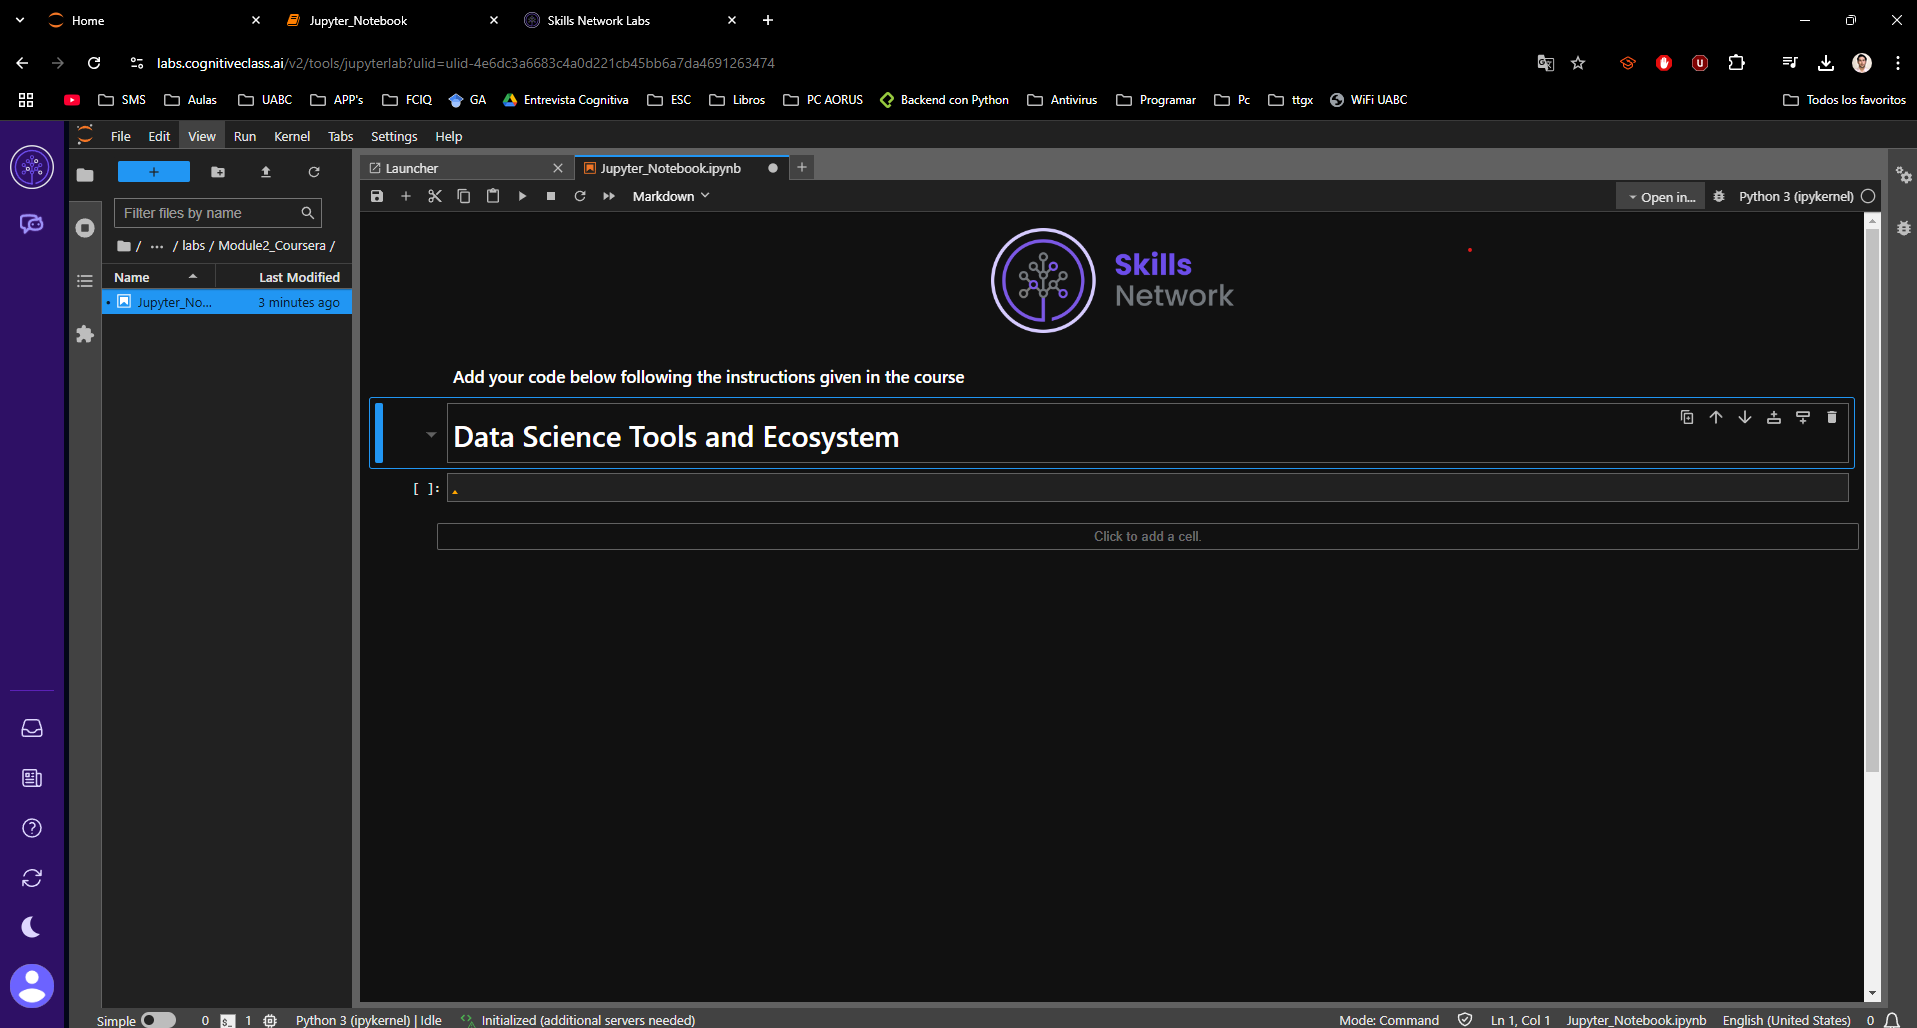 Home
Jupyter_Notebook
Skills Network Labs
labs.cognitiveclass.ai/v2/tools/jupyterlab?ulid=ulid-4e6dc3a6683c4a0d221cb45bb6a7da4691263474
SMS Aulas UABC APP's FCIQ GA Entrevista Cognitiva ESC Libros PC AORUS Backend con Python Antivirus Programar Pc ttgx WiFi UABC Todos los favoritos
File Edit View Run Kernel Tabs Settings Help
Launcher
Jupyter_Notebook.ipynb
Markdown
Open in...
Python 3 (ipykernel)
Filter files by name
/ ... / labs / Module2_Coursera /
Name Last Modified
Jupyter_No... 3 minutes ago
Skills
Network
Add your code below following the instructions given in the course
Data Science Tools and Ecosystem
[ ]:
Click to add a cell.
Simple 0 $_ 1 Python 3 (ipykernel) | Idle Initialized (additional servers needed) Mode: Command Ln 1, Col 1 Jupyter_Notebook.ipynb English (United States) 0